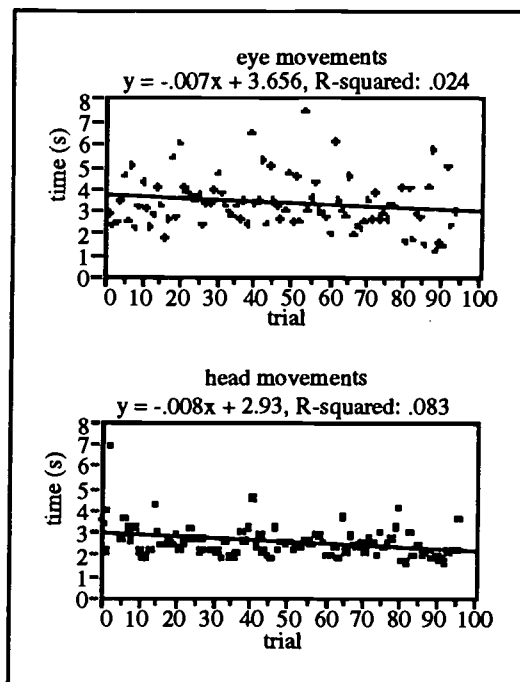 eye movements
y = -.007x + 3.656, R-squared: .024
8
7
6
5
4
3
2
1
0
time (s)
0 10 20 30 40 50 60 70 80 90 100
trial
head movements
y = -.008x + 2.93, R-squared: .083
8
7
6
5
4
3
2
1
0
time (s)
0 10 20 30 40 50 60 70 80 90 100
trial